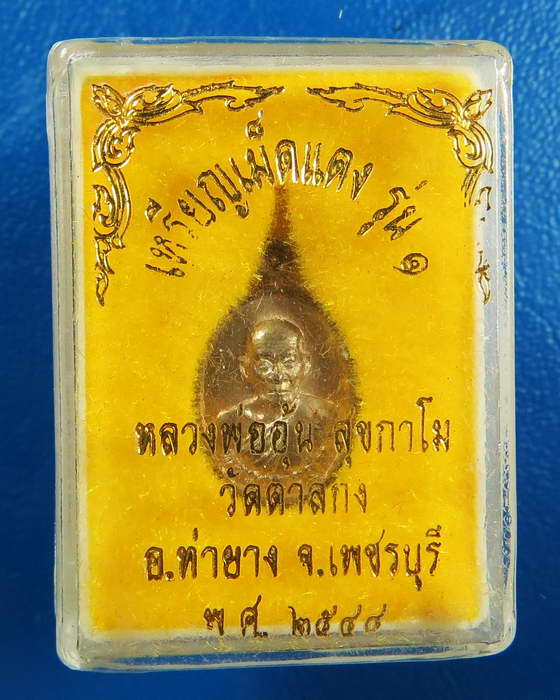 เหรียญเม็ดแตง รุ่น ๑
หลวงพ่ออุ้น สุขกาโม
วัดตาลกง
อ.ท่ายาง จ.เพชรบุรี
พ.ศ. ๒๕๔๔